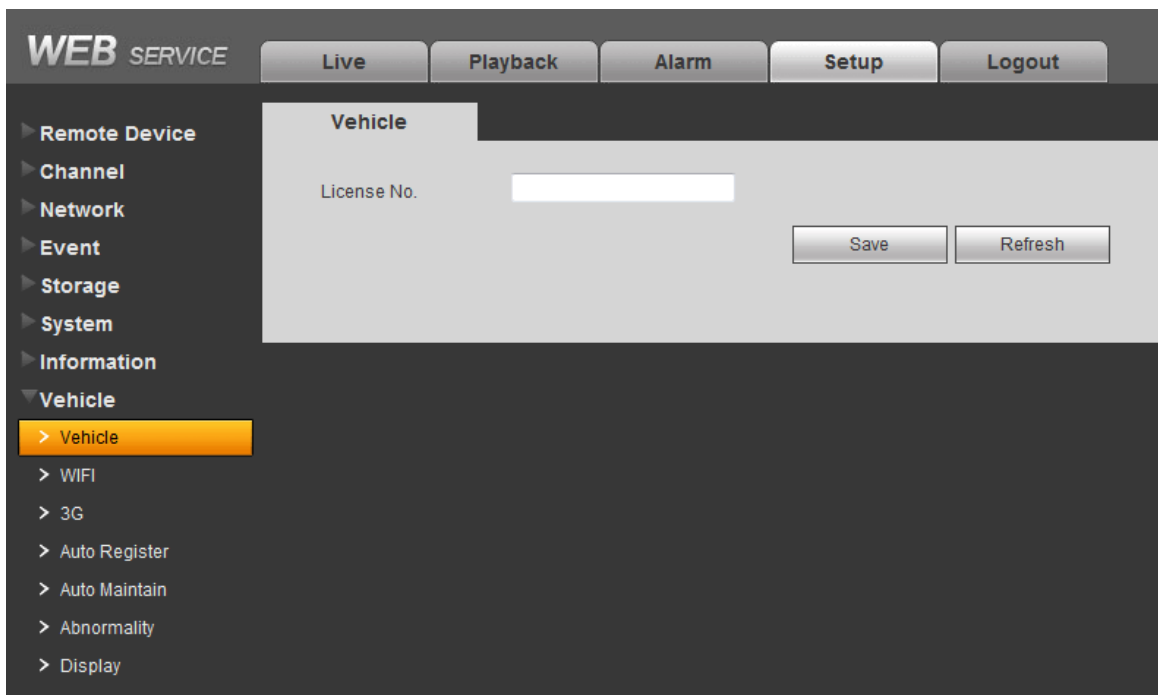 WEB SERVICE
Live
Playback
Alarm
Setup
Logout
Remote Device
Channel
Network
Event
Storage
System
Information
Vehicle
> Vehicle
> WIFI
> 3G
> Auto Register
> Auto Maintain
> Abnormality
> Display
Vehicle
License No.
Save
Refresh